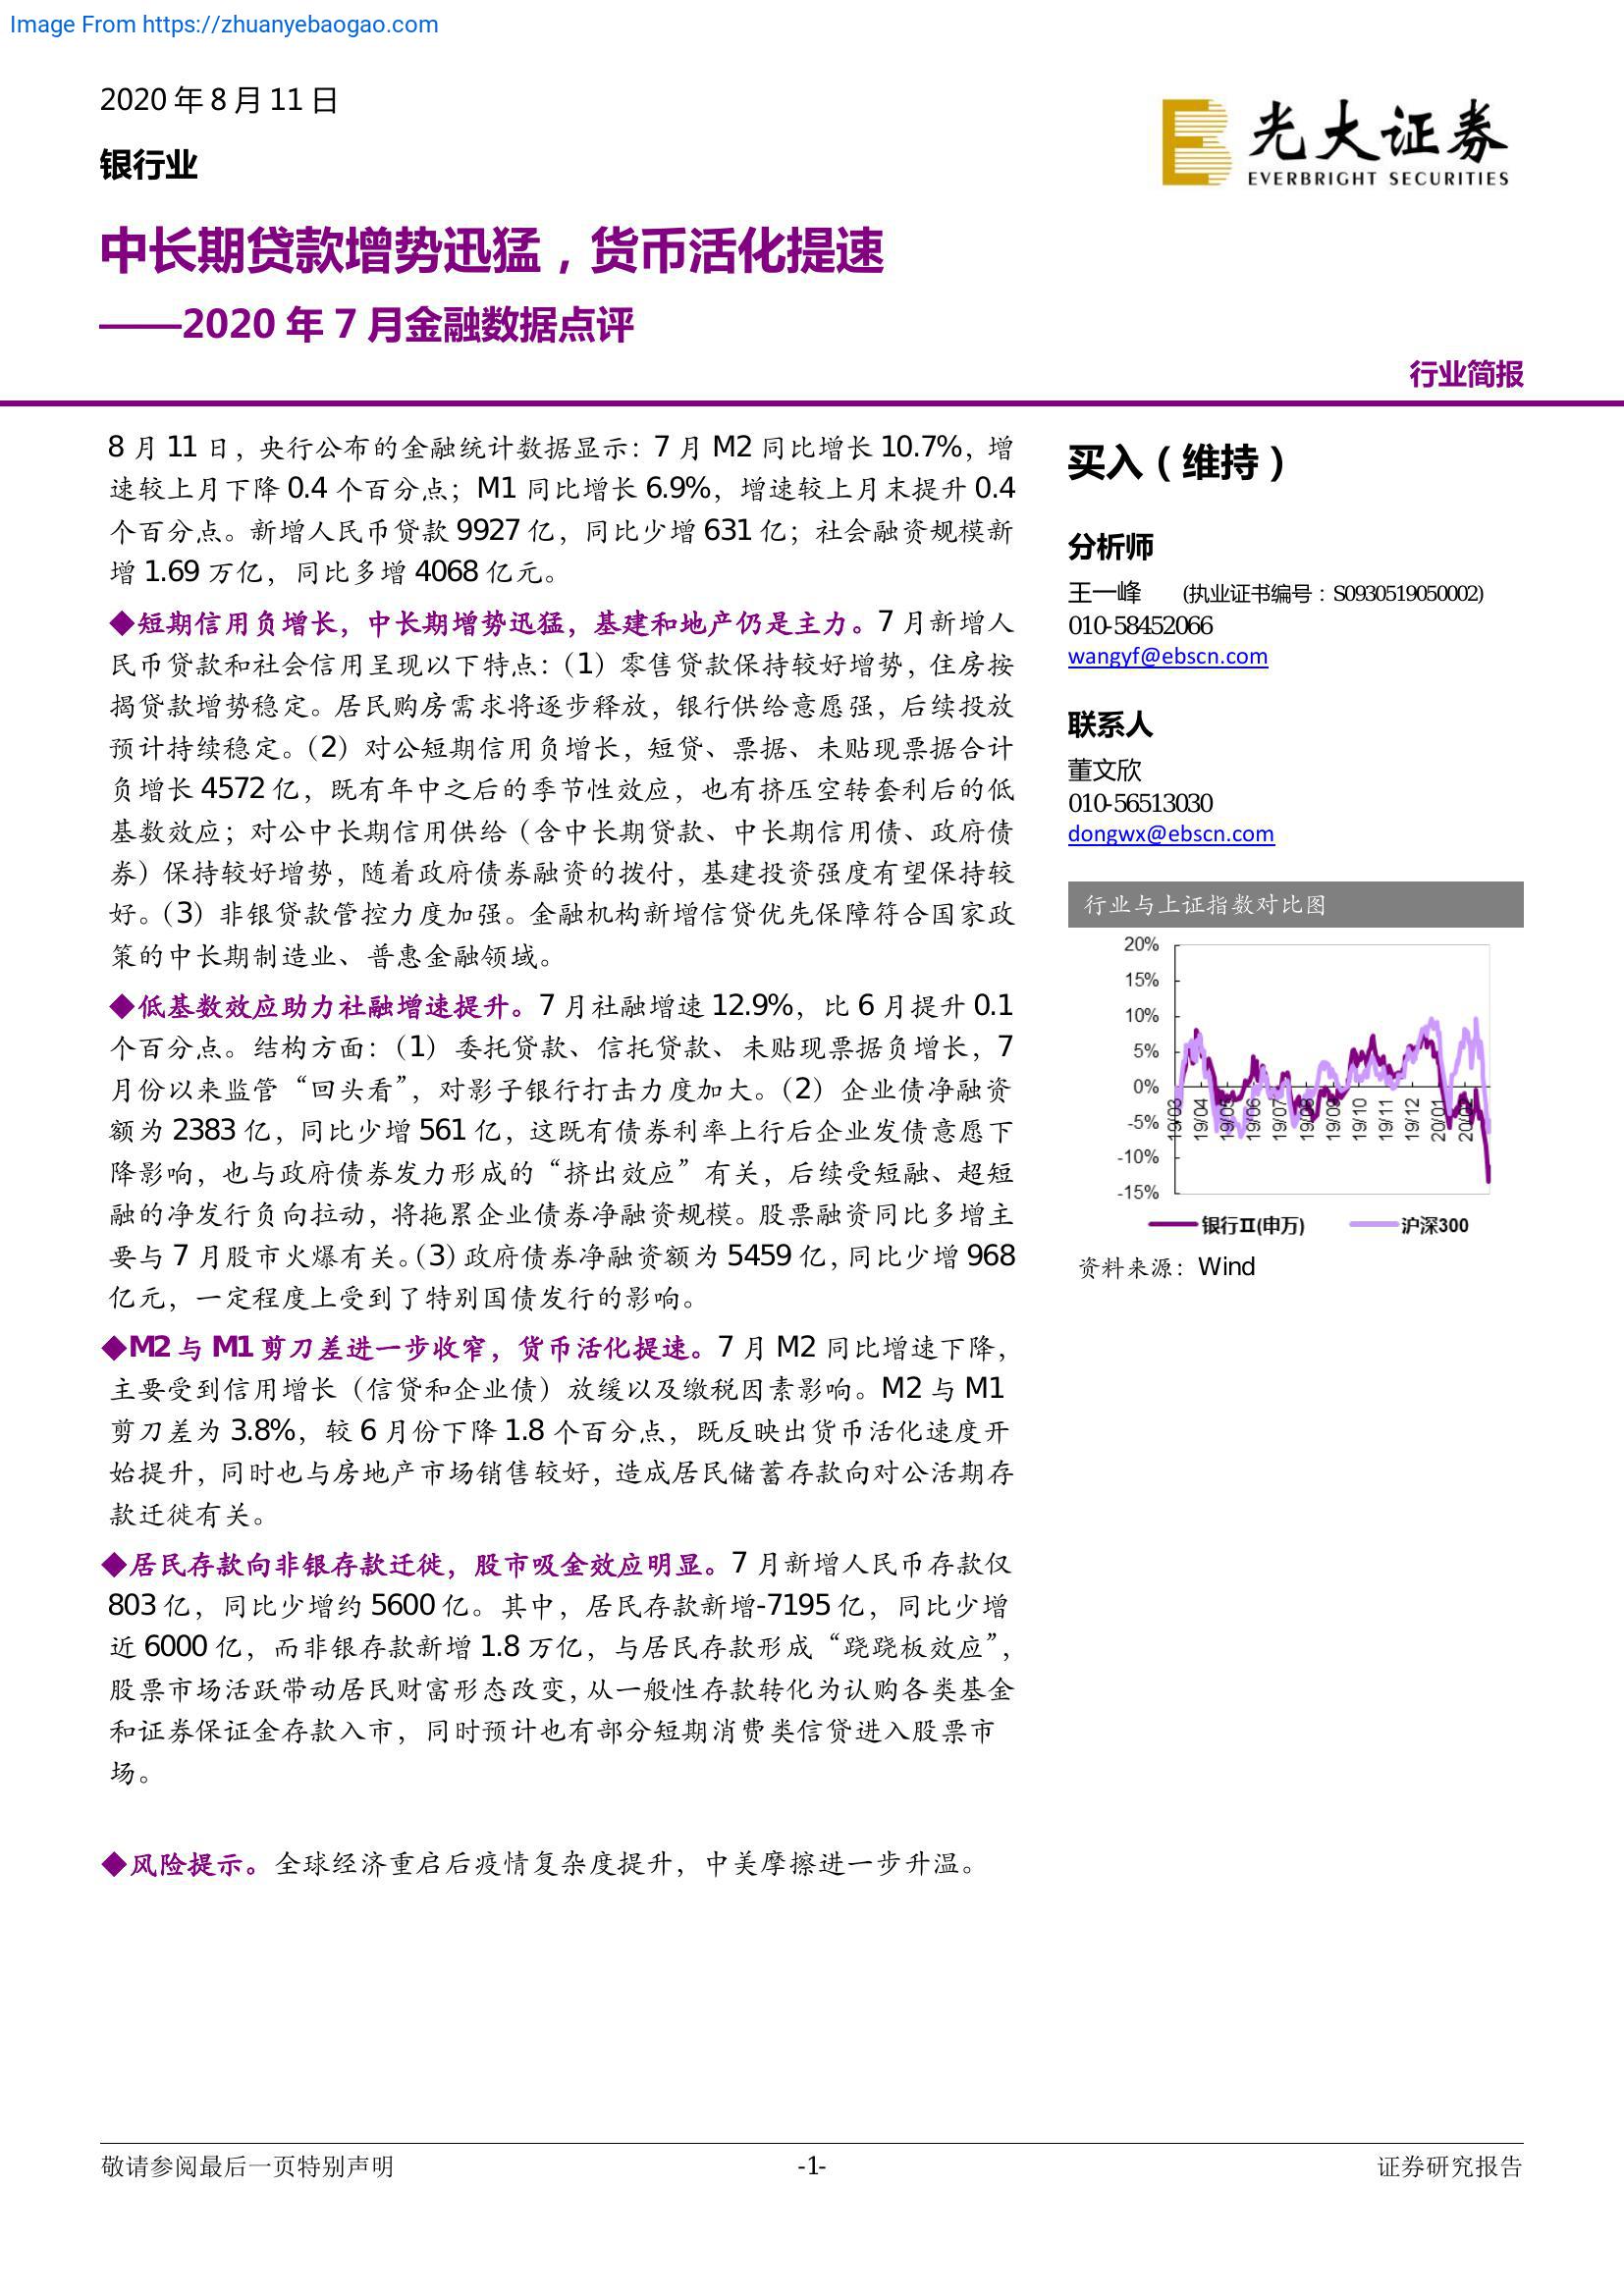 Image From https://zhuanyebaogao.com
2020 年 8 月 11 日
银行业
光大证券
EVERBRIGHT SECURITIES
中长期贷款增势迅猛，货币活化提速
——2020 年 7 月金融数据点评
行业简报
8 月 11 日，央行公布的金融统计数据显示：7 月 M2 同比增长 10.7%，增
速较上月下降 0.4 个百分点；M1 同比增长 6.9%，增速较上月末提升 0.4
个百分点。新增人民币贷款 9927 亿，同比少增 631 亿；社会融资规模新
增 1.69 万亿，同比多增 4068 亿元。
◆短期信用负增长，中长期增势迅猛，基建和地产仍是主力。7 月新增人
民币贷款和社会信用呈现以下特点：（1）零售贷款保持较好增势，住房按
揭贷款增势稳定。居民购房需求将逐步释放，银行供给意愿强，后续投放
预计持续稳定。（2）对公短期信用负增长，短贷、票据、未贴现票据合计
负增长 4572 亿，既有年中之后的季节性效应，也有挤压空转套利后的低
基数效应；对公中长期信用供给（含中长期贷款、中长期信用债、政府债
券）保持较好增势，随着政府债券融资的拨付，基建投资强度有望保持较
好。（3）非银贷款管控力度加强。金融机构新增信贷优先保障符合国家政
策的中长期制造业、普惠金融领域。
◆低基数效应助力社融增速提升。7 月社融增速 12.9%，比 6 月提升 0.1
个百分点。结构方面：（1）委托贷款、信托贷款、未贴现票据负增长，7
月份以来监管“回头看”，对影子银行打击力度加大。（2）企业债净融资
额为 2383 亿，同比少增 561 亿，这既有债券利率上行后企业发债意愿下
降影响，也与政府债券发力形成的“挤出效应”有关，后续受短融、超短
融的净发行负向拉动，将拖累企业债券净融资规模。股票融资同比多增主
要与 7 月股市火爆有关。（3）政府债券净融资额为 5459 亿，同比少增 968
亿元，一定程度上受到了特别国债发行的影响。
◆M2 与 M1 剪刀差进一步收窄，货币活化提速。7 月 M2 同比增速下降，
主要受到信用增长（信贷和企业债）放缓以及缴税因素影响。M2 与 M1
剪刀差为 3.8%，较 6 月份下降 1.8 个百分点，既反映出货币活化速度开
始提升，同时也与房地产市场销售较好，造成居民储蓄存款向对公活期存
款迁徙有关。
◆居民存款向非银存款迁徙，股市吸金效应明显。7 月新增人民币存款仅
803 亿，同比少增约 5600 亿。其中，居民存款新增-7195 亿，同比少增
近 6000 亿，而非银存款新增 1.8 万亿，与居民存款形成“跷跷板效应”，
股票市场活跃带动居民财富形态改变，从一般性存款转化为认购各类基金
和证券保证金存款入市，同时预计也有部分短期消费类信贷进入股票市
场。
◆风险提示。全球经济重启后疫情复杂度提升，中美摩擦进一步升温。
买入（维持）
分析师
王一峰 (执业证书编号：S0930519050002)
010-58452066
wangyf@ebscn.com
联系人
董文欣
010-56513030
dongwx@ebscn.com
行业与上证指数对比图
20%
15%
10%
5%
0%
-5%
-10%
-15%
19/03 19/04 19/05 19/06 19/07 19/08 19/09 19/10 19/11 19/12 20/01 20/02
银行II(申万) 沪深300
资料来源：Wind
敬请参阅最后一页特别声明 -1- 证券研究报告